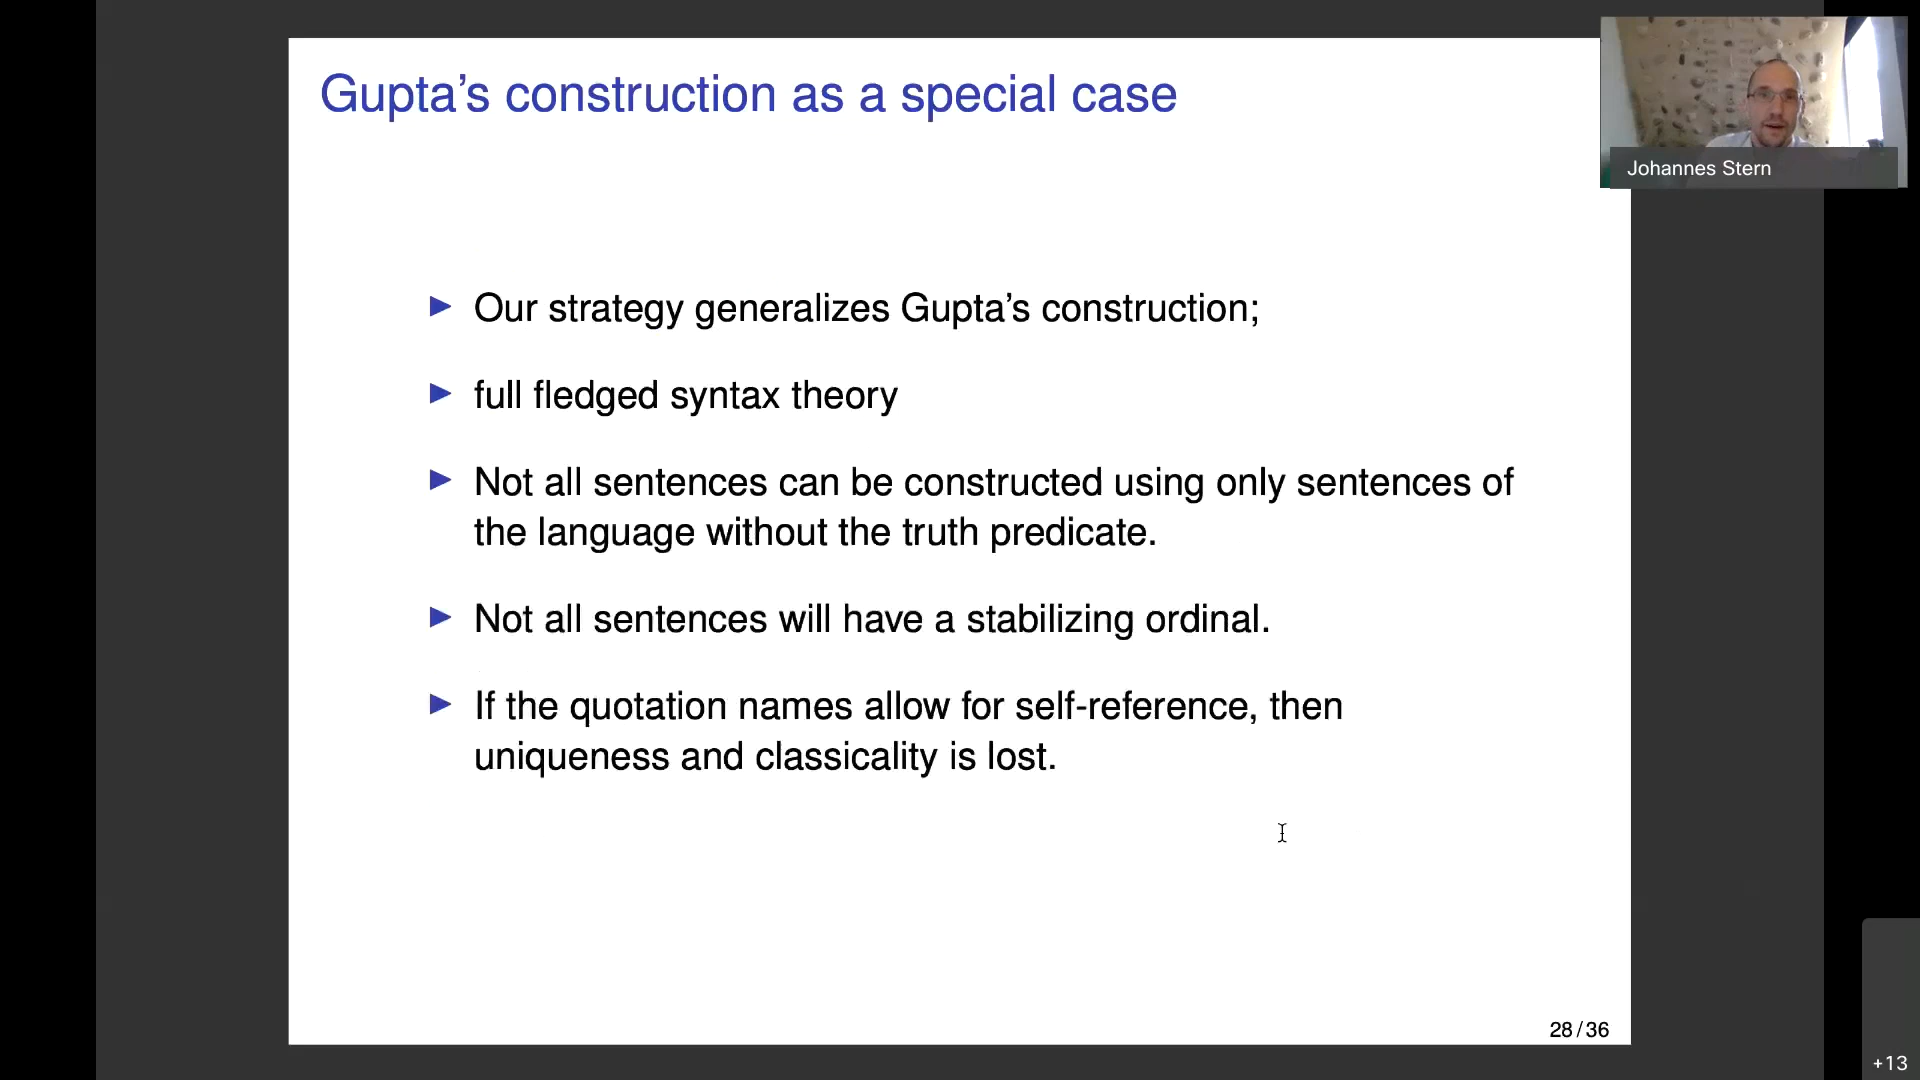 Gupta's construction as a special case
Johannes Stern
▶ Our strategy generalizes Gupta's construction;
▶ full fledged syntax theory
▶ Not all sentences can be constructed using only sentences of
the language without the truth predicate.
▶ Not all sentences will have a stabilizing ordinal.
▶ If the quotation names allow for self-reference, then
uniqueness and classicality is lost.
28/36
+13